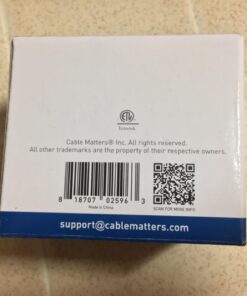 ETL
Intertek
Cable Matters® Inc. All rights reserved.
All other trademarks are the property of their respective owners.
8 18707 02596 3
Made in China
SCAN FOR MORE INFO
support@cablematters.com